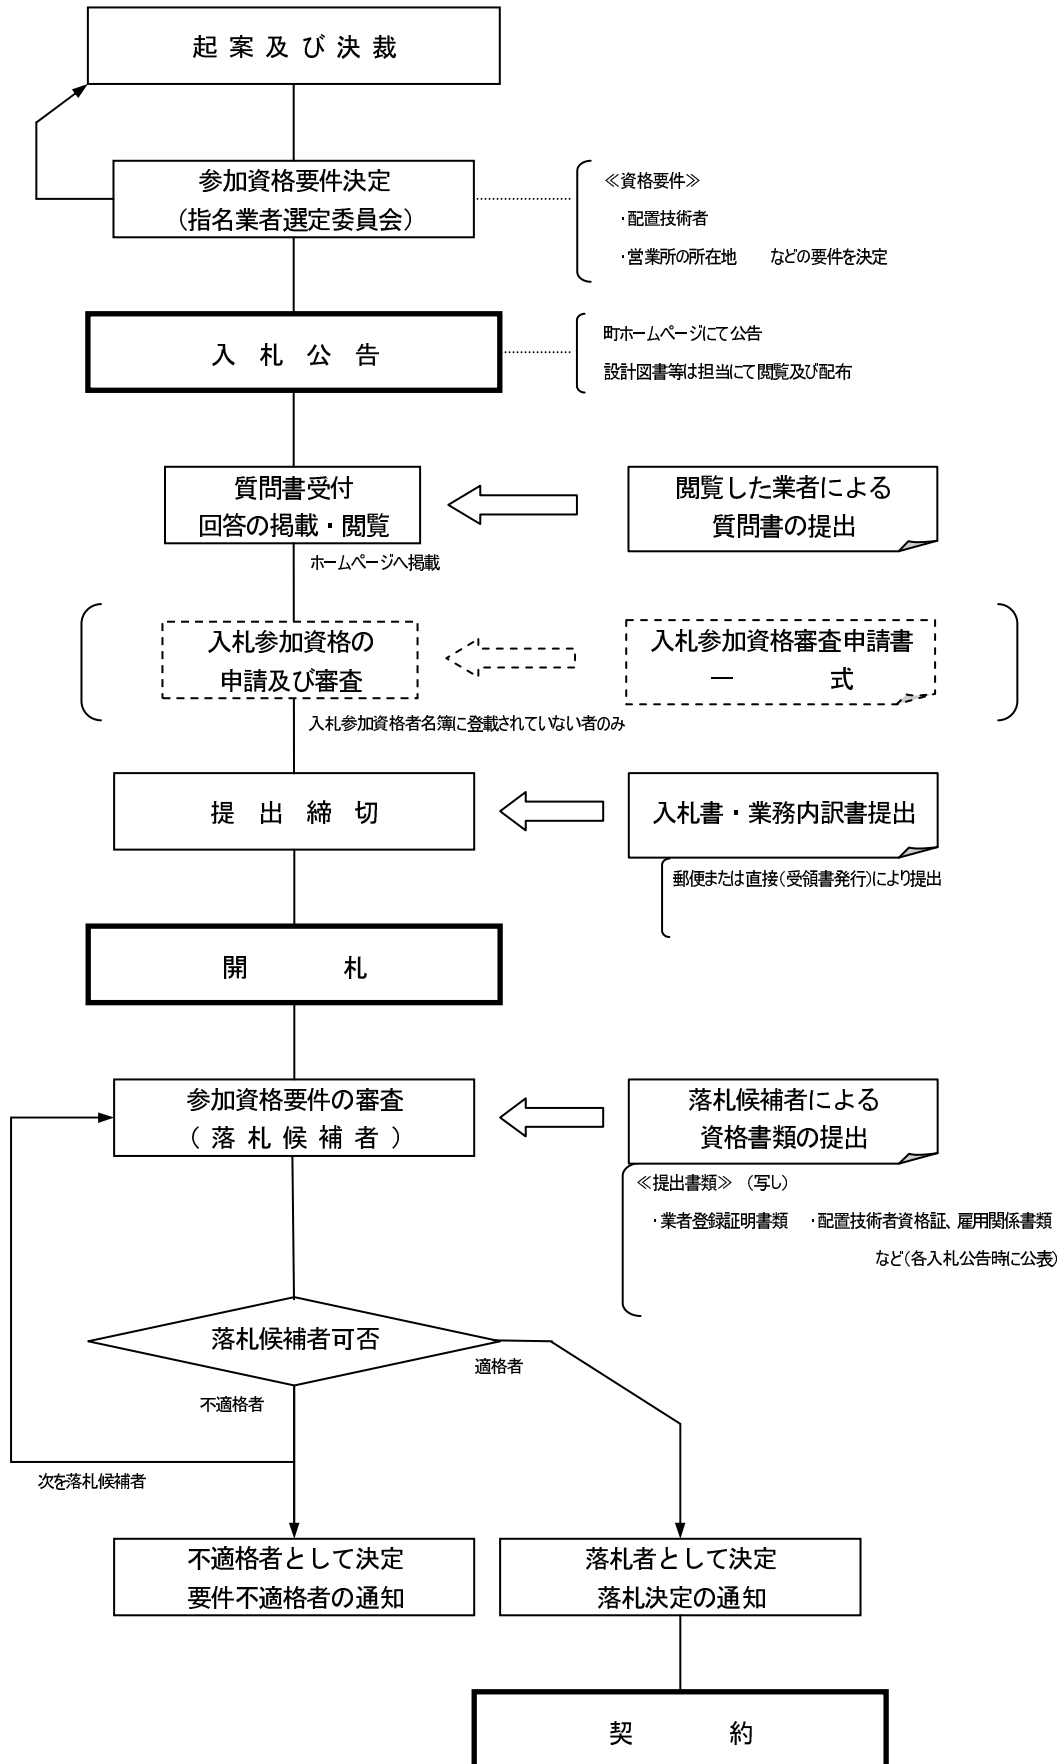 起案及び決裁
参加資格要件決定
（指名業者選定委員会）
≪資格要件≫
・配置技術者
・営業所の所在地　　などの要件を決定
入　札　公　告
町ホームページにて公告
設計図書等は担当にて閲覧及び配布
質問書受付
回答の掲載・閲覧
閲覧した業者による
質問書の提出
ホームページへ掲載
入札参加資格の
申請及び審査
入札参加資格審査申請書
一　　　　式
入札参加資格者名簿に登載されていない者のみ
提　出　締　切
入札書・業務内訳書提出
郵便または直接（受領書発行）により提出
開　　　　札
参加資格要件の審査
（落札候補者）
落札候補者による
資格書類の提出
≪提出書類≫　（写し）
・業者登録証明書類　・配置技術者資格証、雇用関係書類
など（各入札公告時に公表）
落札候補者可否
適格者
不適格者
次を落札候補者
不適格者として決定
要件不適格者の通知
落札者として決定
落札決定の通知
契　　　　約